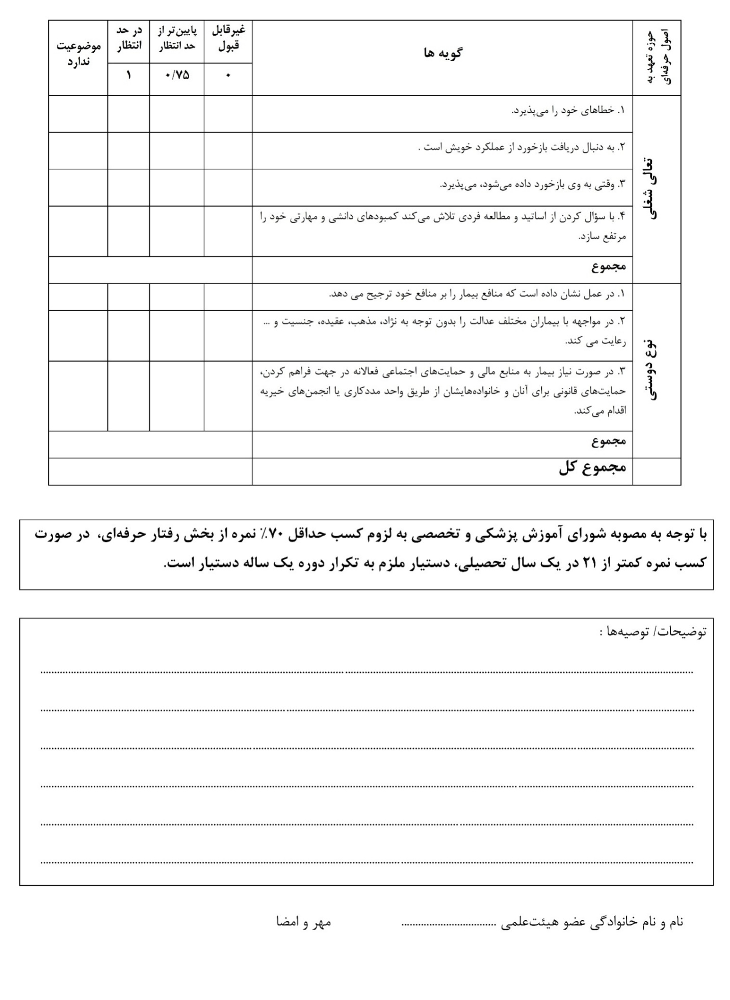 حوزه تعهد به
اصول حرفه‌ای
گویه ها
غیرقابل
قبول
پایین‌تر از
حد انتظار
در حد
انتظار
موضوعیت
ندارد
۰
۰/۷۵
۱
تعالی شغلی
۱. خطاهای خود را می‌پذیرد.
۲. به دنبال دریافت بازخورد از عملکرد خویش است .
۳. وقتی به وی بازخورد داده می‌شود، می‌پذیرد.
۴. با سؤال کردن از اساتید و مطالعه فردی تلاش می‌کند کمبودهای دانشی و مهارتی خود را
مرتفع سازد.
مجموع
نوع دوستی
۱. در عمل نشان داده است که منافع بیمار را بر منافع خود ترجیح می دهد.
۲. در مواجهه با بیماران مختلف عدالت را بدون توجه به نژاد، مذهب، عقیده، جنسیت و ...
رعایت می کند.
۳. در صورت نیاز بیمار به منابع مالی و حمایت‌های اجتماعی فعالانه در جهت فراهم کردن،
حمایت‌های قانونی برای آنان و خانواده‌هایشان از طریق واحد مددکاری یا انجمن‌های خیریه
اقدام می‌کند.
مجموع
مجموع کل
با توجه به مصوبه شورای آموزش پزشکی و تخصصی به لزوم کسب حداقل ۷۰٪ نمره از بخش رفتار حرفه‌ای، در صورت
کسب نمره کمتر از ۲۱ در یک سال تحصیلی، دستیار ملزم به تکرار دوره یک ساله دستیار است.
توضیحات/ توصیه‌ها :
نام و نام خانوادگی عضو هیئت‌علمی ................................... مهر و امضا